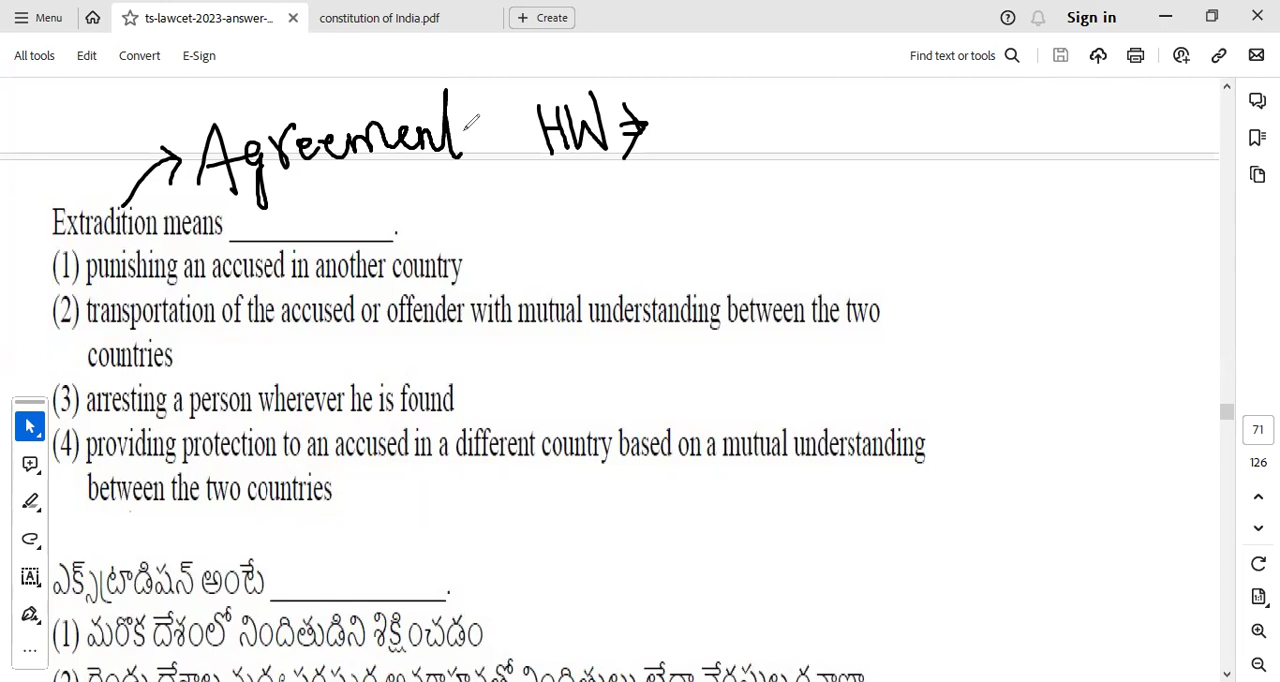 Menu ts-lawcet-2023-answer-... constitution of India.pdf Create Sign in
All tools Edit Convert E-Sign Find text or tools
Agreement HW
Extradition means ____________.
(1) punishing an accused in another country
(2) transportation of the accused or offender with mutual understanding between the two
countries
(3) arresting a person wherever he is found
(4) providing protection to an accused in a different country based on a mutual understanding
between the two countries
71
126
ఎక్స్‌ట్రాడిషన్ అంటే ____________.
(1) మరొక దేశంలో నిందితుడిని శిక్షించడం